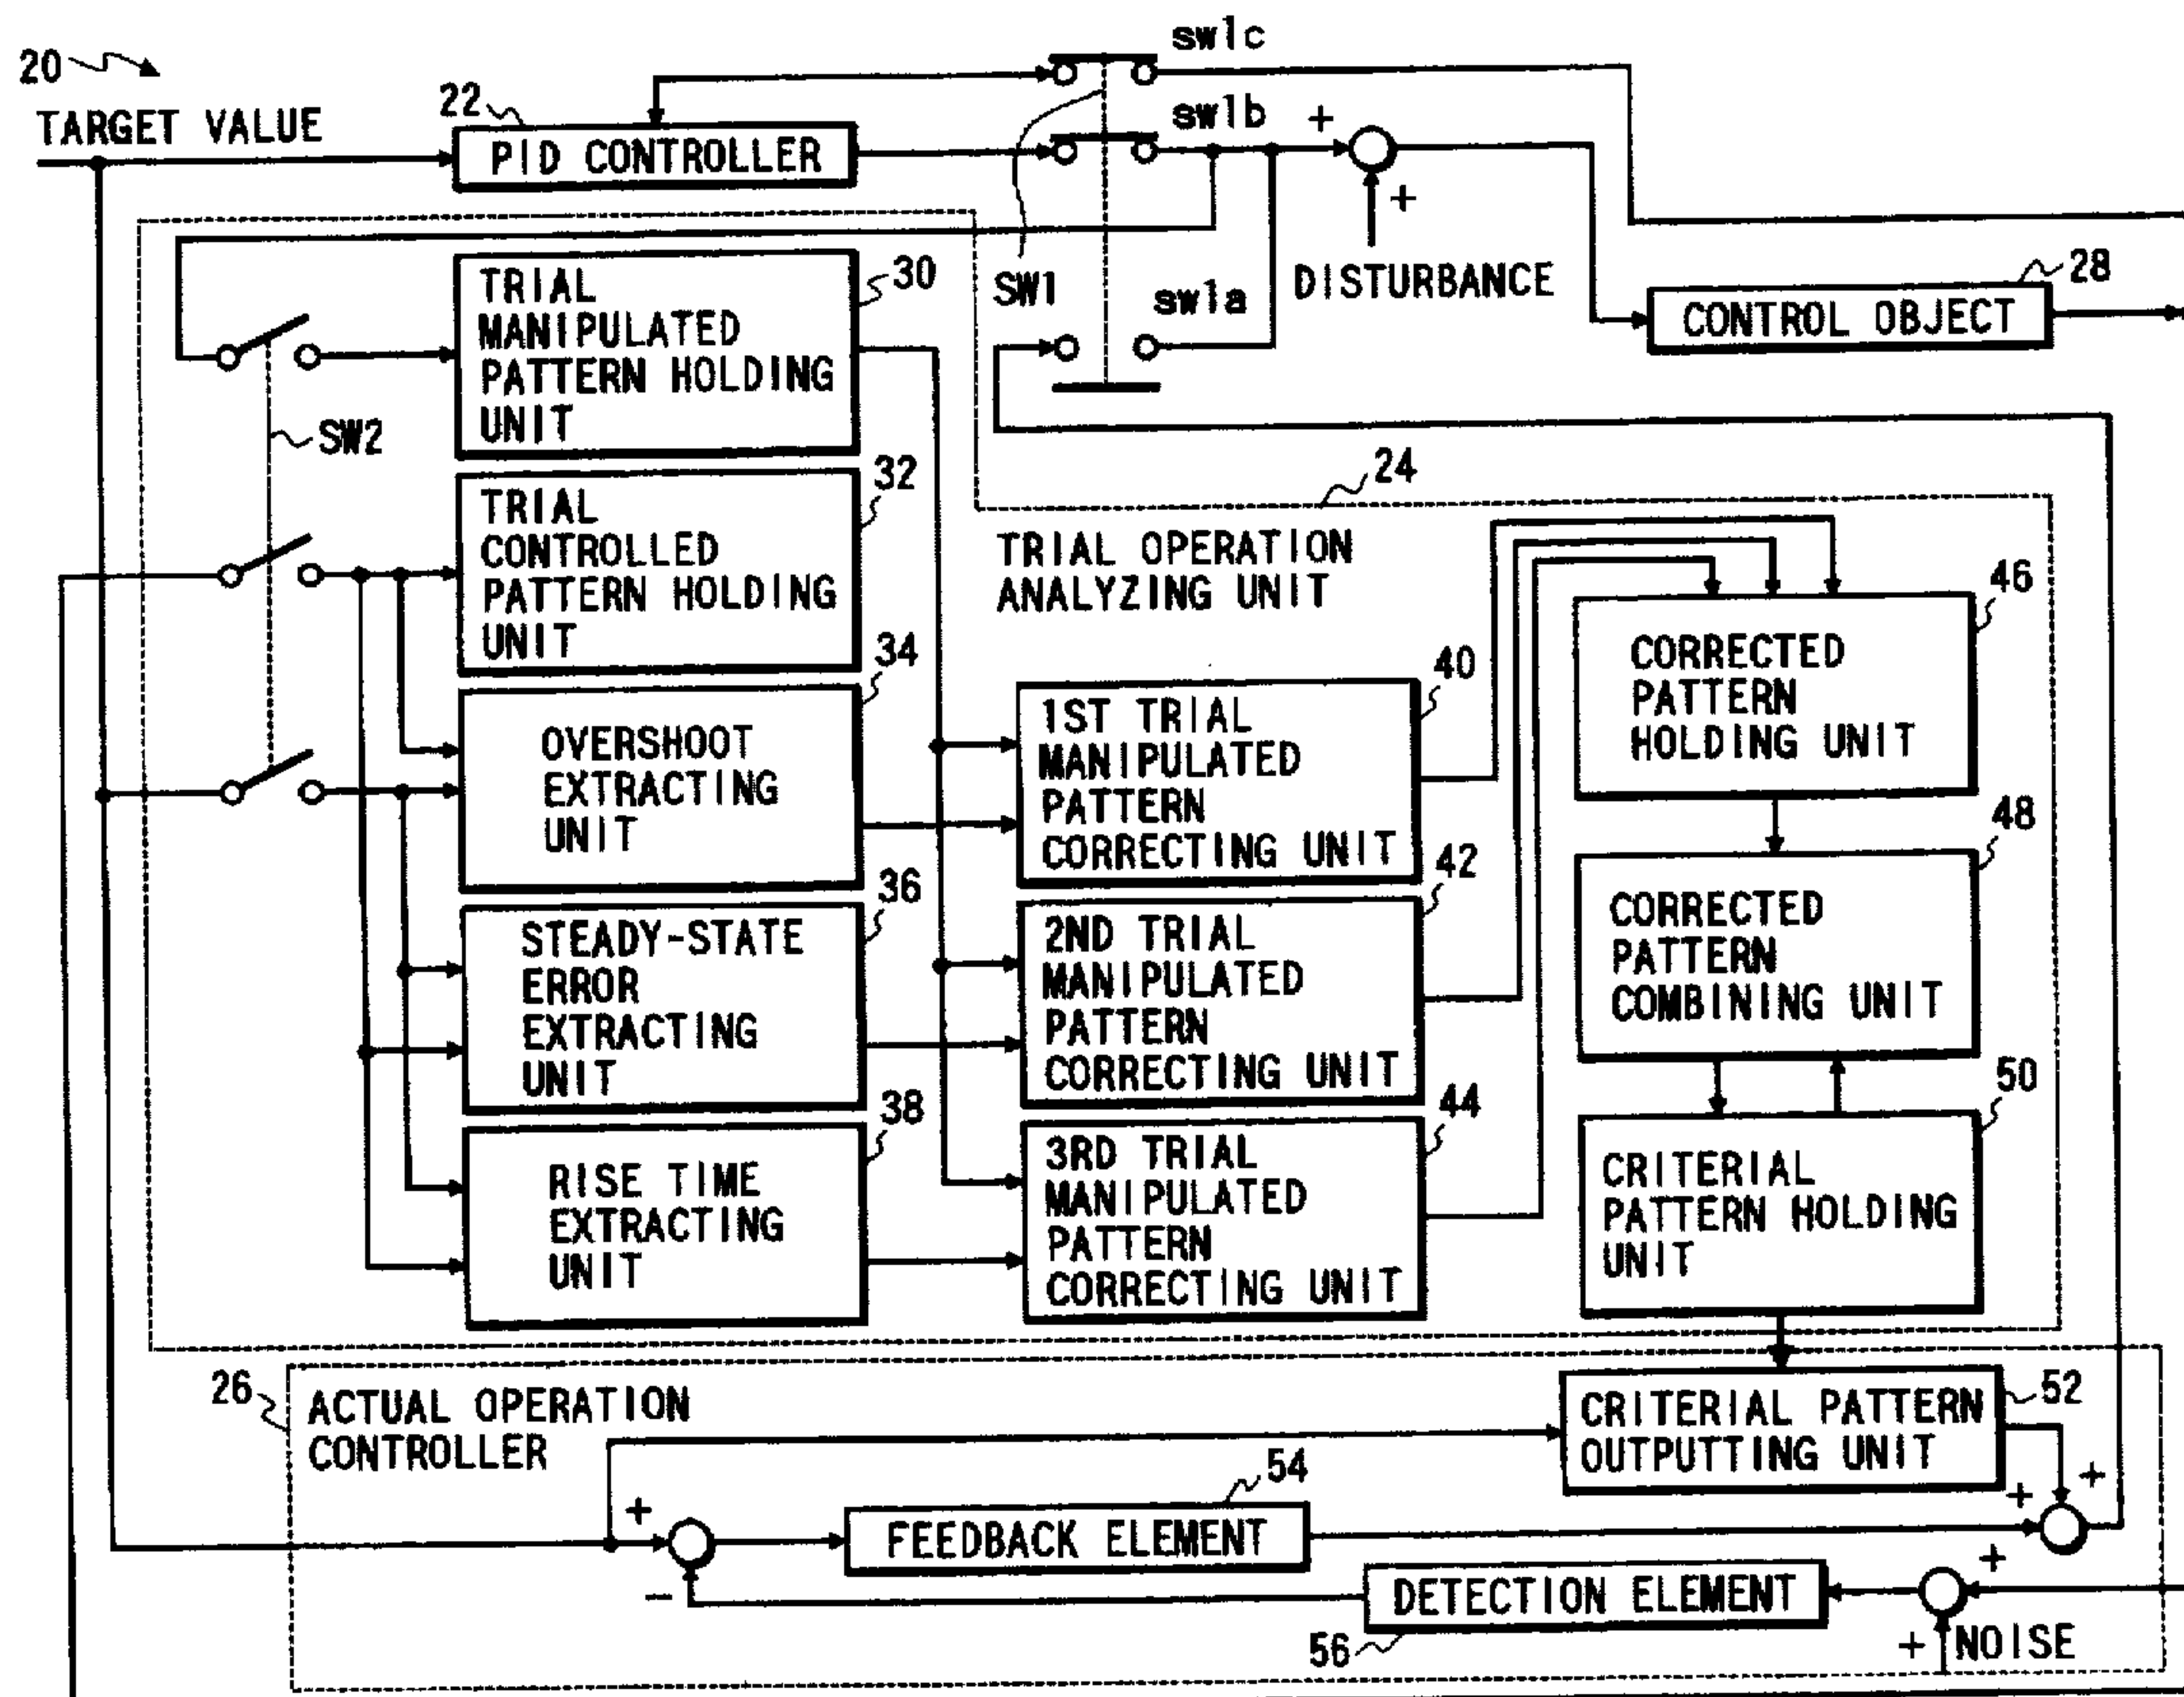 20
TARGET VALUE
22
PID CONTROLLER
sw1c
sw1b
+
+
DISTURBANCE
SW1
sw1a
28
CONTROL OBJECT
SW2
30
TRIAL
MANIPULATED
PATTERN HOLDING
UNIT
32
TRIAL
CONTROLLED
PATTERN HOLDING
UNIT
24
TRIAL OPERATION
ANALYZING UNIT
34
OVERSHOOT
EXTRACTING
UNIT
36
STEADY-STATE
ERROR
EXTRACTING
UNIT
38
RISE TIME
EXTRACTING
UNIT
40
1ST TRIAL
MANIPULATED
PATTERN
CORRECTING UNIT
42
2ND TRIAL
MANIPULATED
PATTERN
CORRECTING UNIT
44
3RD TRIAL
MANIPULATED
PATTERN
CORRECTING UNIT
46
CORRECTED
PATTERN
HOLDING UNIT
48
CORRECTED
PATTERN
COMBINING UNIT
50
CRITERIAL
PATTERN HOLDING
UNIT
26
ACTUAL OPERATION
CONTROLLER
52
CRITERIAL PATTERN
OUTPUTTING UNIT
54
FEEDBACK ELEMENT
+
−
+
+
DETECTION ELEMENT
56
+
+
NOISE